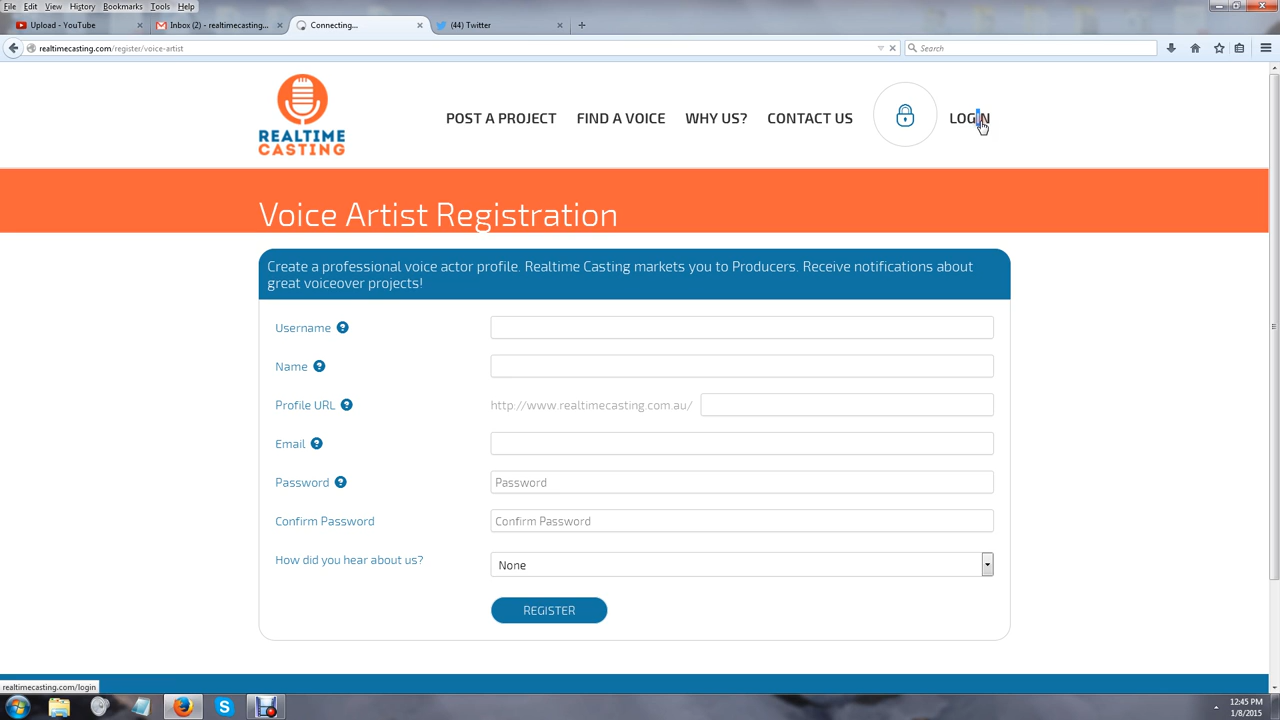 File Edit View History Bookmarks Tools Help
Upload - YouTube
Inbox (2) - realtimecasting...
Connecting...
(44) Twitter
realtimecasting.com/register/voice-artist
Search
REALTIME
CASTING
POST A PROJECT FIND A VOICE WHY US? CONTACT US LOGIN
Voice Artist Registration
Create a professional voice actor profile. Realtime Casting markets you to Producers. Receive notifications about
great voiceover projects!
Username
Name
Profile URL http://www.realtimecasting.com.au/
Email
Password Password
Confirm Password Confirm Password
How did you hear about us? None
REGISTER
realtimecasting.com/login
12:45 PM
1/8/2015